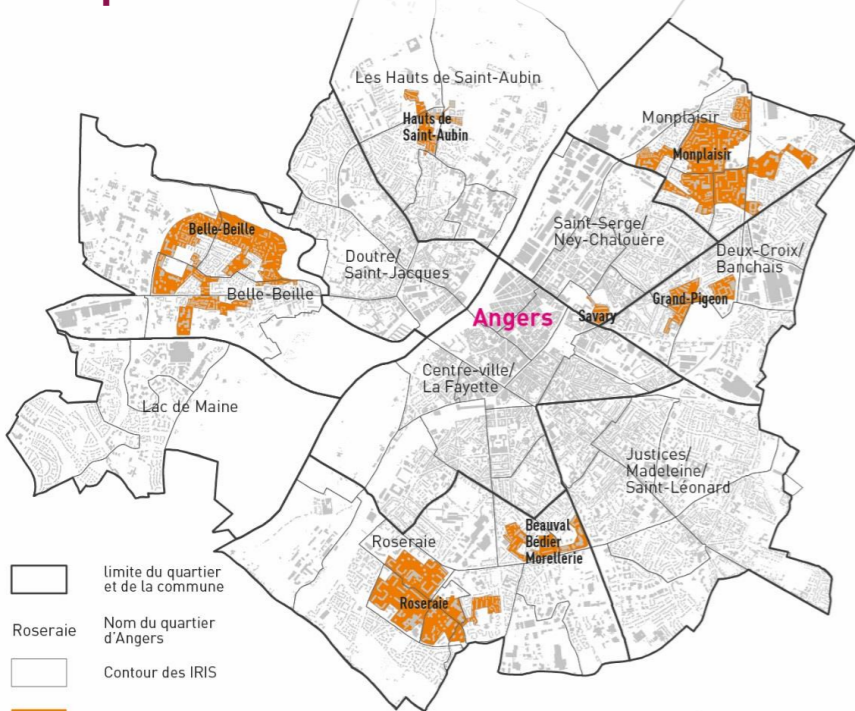 Les Hauts de Saint-Aubin
Hauts de
Saint-Aubin
Monplaisir
Monplaisir
Belle-Beille
Belle-Beille
Doutre/
Saint-Jacques
Saint-Serge/
Ney-Chalouère
Deux-Croix/
Banchais
Grand-Pigeon
Savary
Angers
Centre-ville/
La Fayette
Lac de Maine
Justices/
Madeleine/
Saint-Léonard
Beauval
Bédier
Morellerie
Roseraie
Roseraie
limite du quartier
et de la commune
Roseraie
Nom du quartier
d'Angers
Contour des IRIS